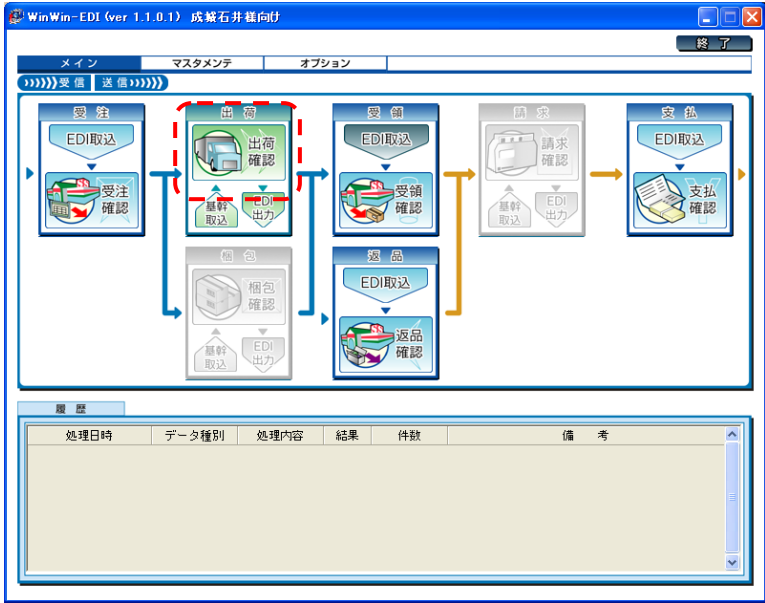 WinWin-EDI (ver 1.1.0.1) 成城石井様向け
終 了
メイン マスタメンテ オプション
))))))受信 送信))))))
受 注 出 荷 受 領 請 求 支 払
EDI取込
受注
確認
出荷
確認
基幹
取込
EDI
出力
EDI取込
受領
確認
請求
確認
基幹
取込
EDI
出力
EDI取込
支払
確認
梱 包 返 品
梱包
確認
基幹
取込
EDI
出力
EDI取込
返品
確認
履 歴
処理日時 データ種別 処理内容 結果 件数 備 考